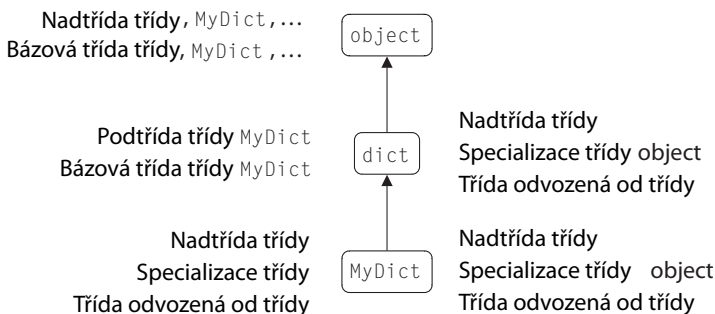 Nadtřída třídy, MyDict,...
Bázová třída třídy, MyDict ,...
object
Podtřída třídy MyDict
Bázová třída třídy MyDict
dict
Nadtřída třídy
Specializace třídy object
Třída odvozená od třídy
Nadtřída třídy
Specializace třídy
Třída odvozená od třídy
MyDict
Nadtřída třídy
Specializace třídy object
Třída odvozená od třídy